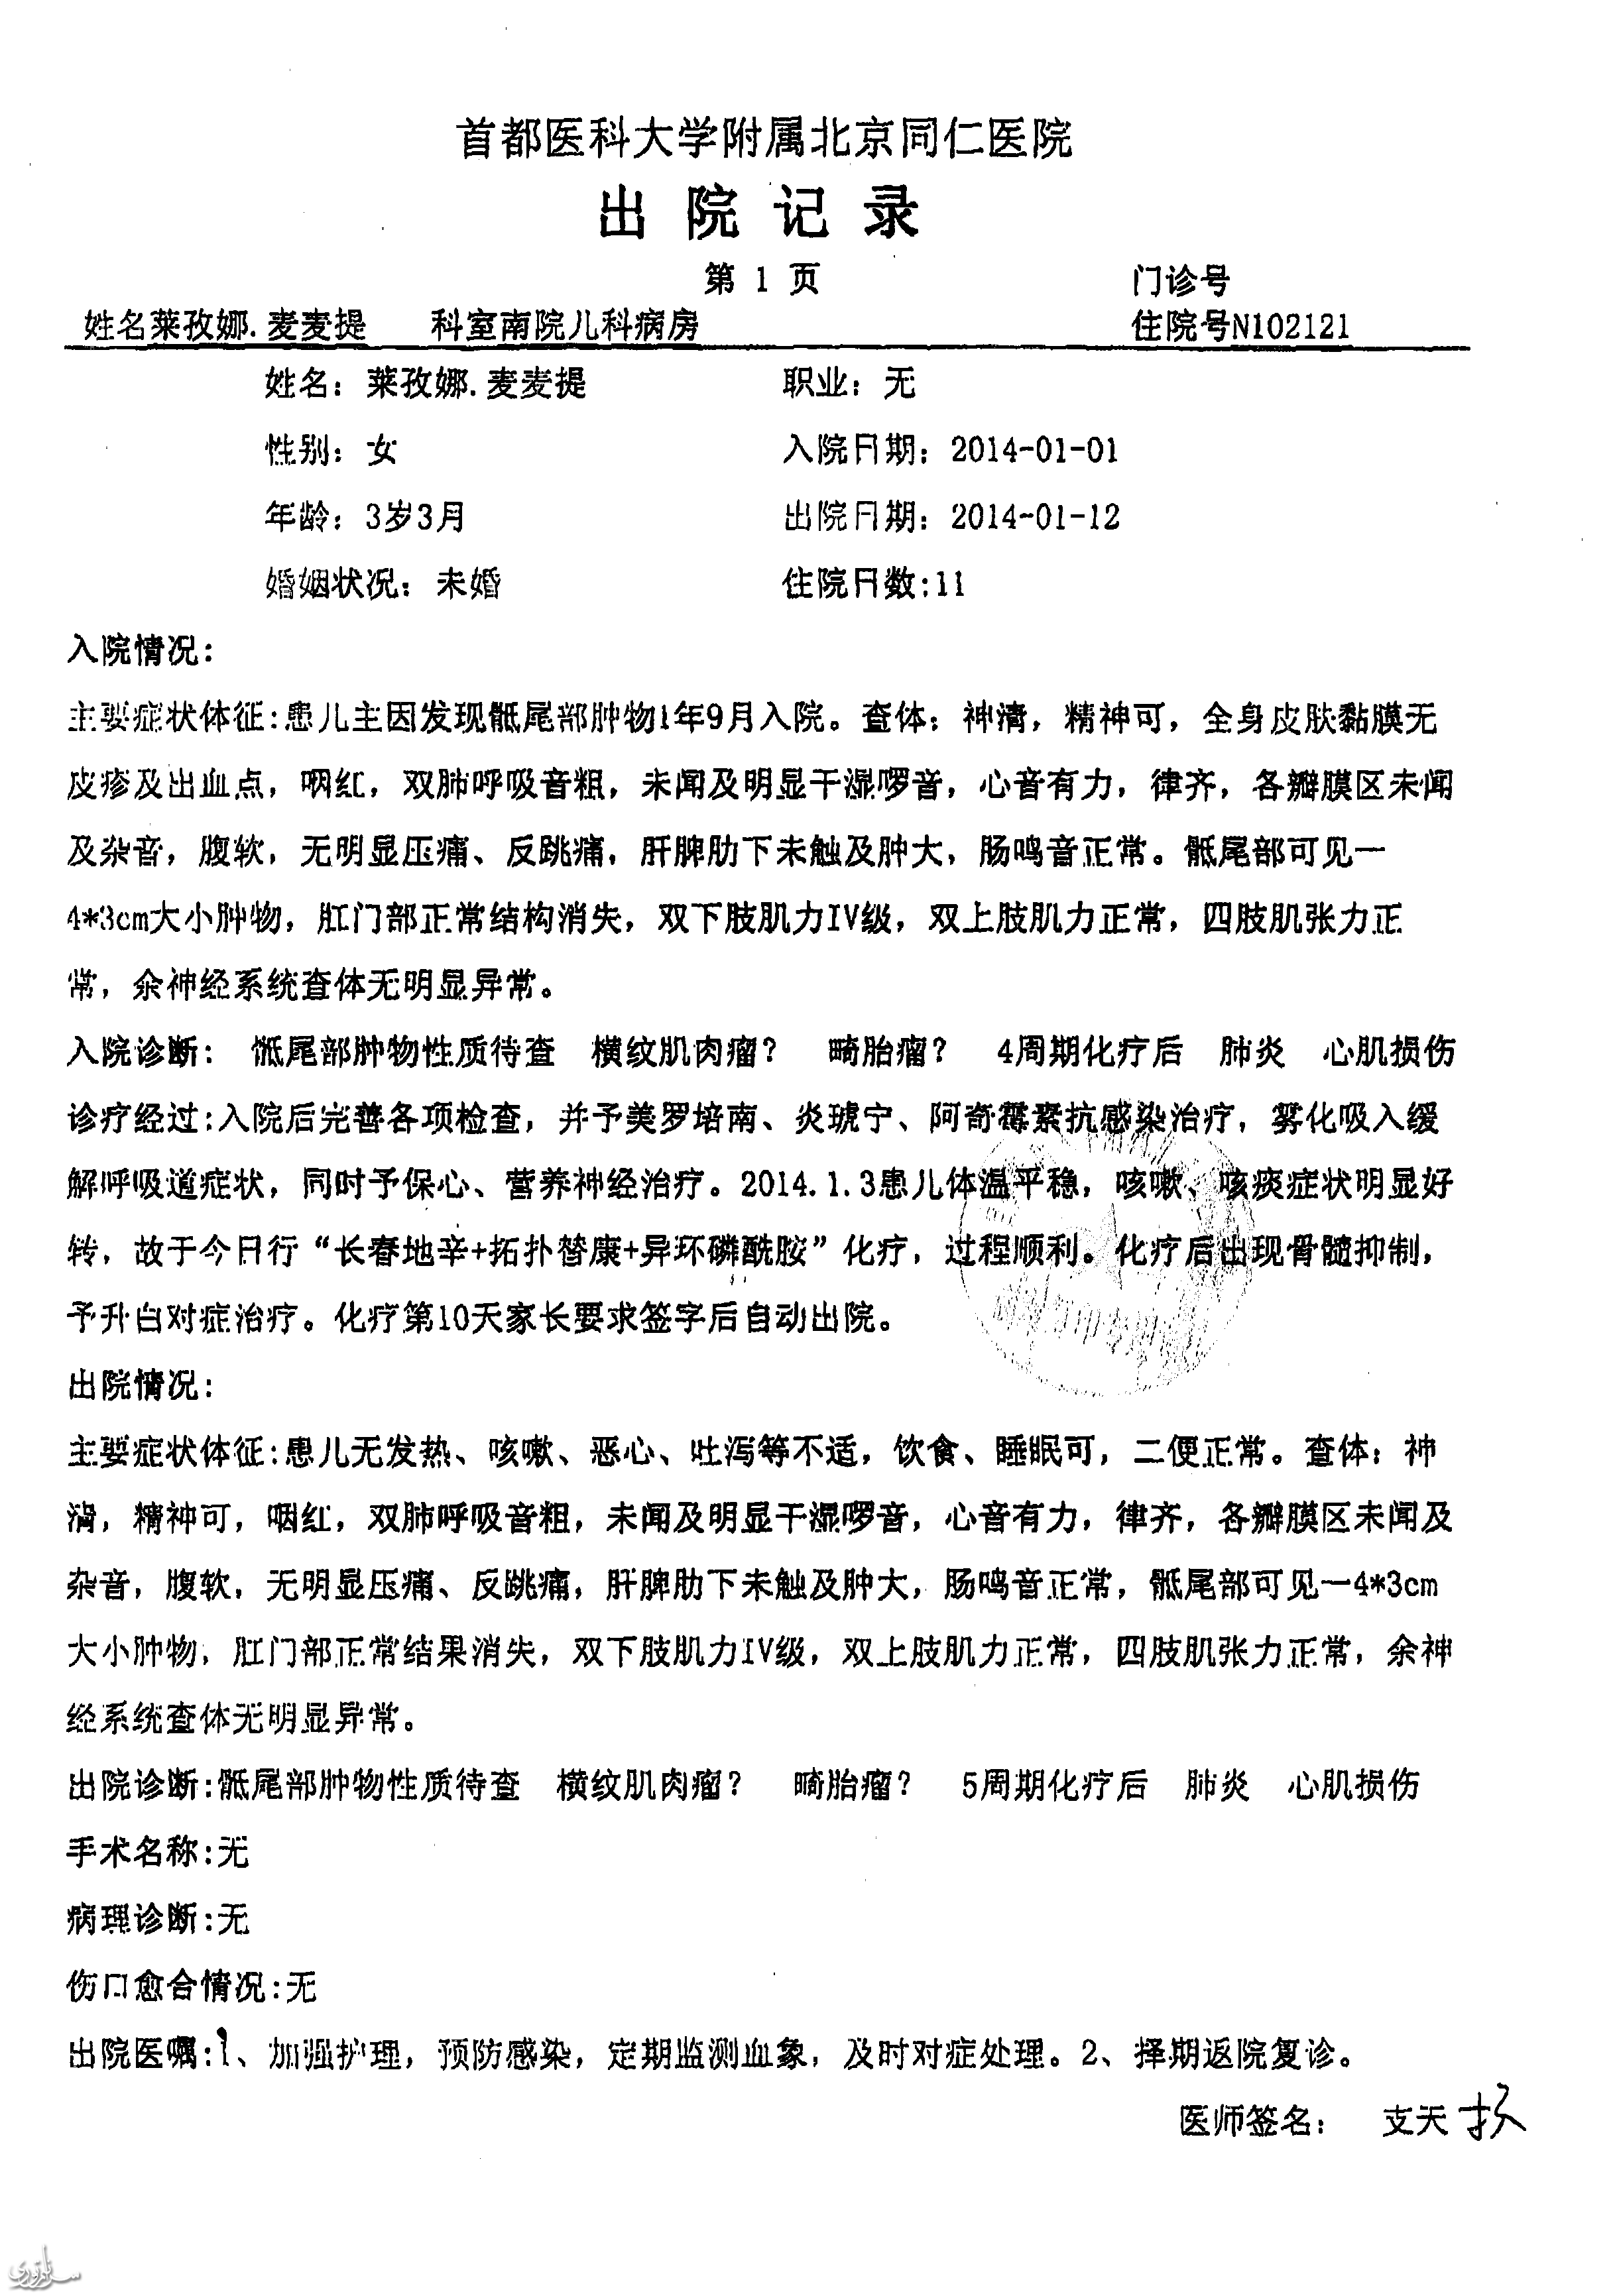 首都医科大学附属北京同仁医院
出院记录
第 1 页 门诊号
姓名莱孜娜.麦麦提 科室南院儿科病房 住院号N102121
姓名：莱孜娜.麦麦提 职业：无
性别：女 入院日期：2014-01-01
年龄：3岁3月 出院日期：2014-01-12
婚姻状况：未婚 住院日数:11
入院情况:
主要症状体征:患儿主因发现骶尾部肿物1年9月入院。查体：神清，精神可，全身皮肤黏膜无
皮疹及出血点，咽红，双肺呼吸音粗，未闻及明显干湿啰音，心音有力，律齐，各瓣膜区未闻
及杂音，腹软，无明显压痛、反跳痛，肝脾肋下未触及肿大，肠鸣音正常。骶尾部可见一
4*3cm大小肿物，肛门部正常结构消失，双下肢肌力IV级，双上肢肌力正常，四肢肌张力正
常，余神经系统查体无明显异常。
入院诊断： 骶尾部肿物性质待查 横纹肌肉瘤？ 畸胎瘤？ 4周期化疗后 肺炎 心肌损伤
诊疗经过:入院后完善各项检查，并予美罗培南、炎琥宁、阿奇霉素抗感染治疗，雾化吸入缓
解呼吸道症状，同时予保心、营养神经治疗。2014.1.3患儿体温平稳，咳嗽、咳痰症状明显好
转，故于今日行“长春地辛+拓扑替康+异环磷酰胺”化疗，过程顺利。化疗后出现骨髓抑制，
予升白对症治疗。化疗第10天家长要求签字后自动出院。
出院情况:
主要症状体征:患儿无发热、咳嗽、恶心、吐泻等不适，饮食、睡眠可，二便正常。查体：神
清，精神可，咽红，双肺呼吸音粗，未闻及明显干湿啰音，心音有力，律齐，各瓣膜区未闻及
杂音，腹软，无明显压痛、反跳痛，肝脾肋下未触及肿大，肠鸣音正常，骶尾部可见一4*3cm
大小肿物，肛门部正常结果消失，双下肢肌力IV级，双上肢肌力正常，四肢肌张力正常，余神
经系统查体无明显异常。
出院诊断:骶尾部肿物性质待查 横纹肌肉瘤？ 畸胎瘤？ 5周期化疗后 肺炎 心肌损伤
手术名称:无
病理诊断:无
伤口愈合情况:无
出院医嘱:1、加强护理，预防感染，定期监测血象，及时对症处理。2、择期返院复诊。
医师签名： 支天